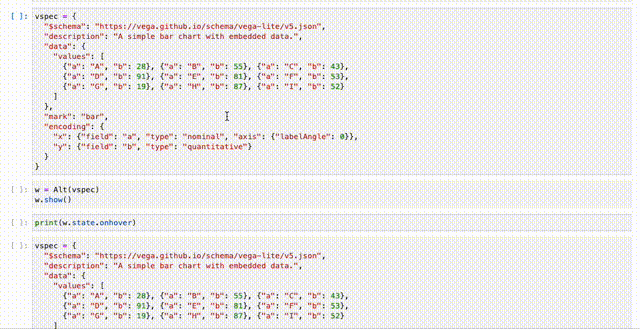 [ ]: vspec = {
"$schema": "https://vega.github.io/schema/vega-lite/v5.json",
"description": "A simple bar chart with embedded data.",
"data": {
"values": [
{"a": "A", "b": 28}, {"a": "B", "b": 55}, {"a": "C", "b": 43},
{"a": "D", "b": 91}, {"a": "E", "b": 81}, {"a": "F", "b": 53},
{"a": "G", "b": 19}, {"a": "H", "b": 87}, {"a": "I", "b": 52}
]
},
"mark": "bar",
"encoding": {
"x": {"field": "a", "type": "nominal", "axis": {"labelAngle": 0}},
"y": {"field": "b", "type": "quantitative"}
}
}
[ ]: w = Alt(vspec)
w.show()
[ ]: print(w.state.onhover)
[ ]: vspec = {
"$schema": "https://vega.github.io/schema/vega-lite/v5.json",
"description": "A simple bar chart with embedded data.",
"data": {
"values": [
{"a": "A", "b": 28}, {"a": "B", "b": 55}, {"a": "C", "b": 43},
{"a": "D", "b": 91}, {"a": "E", "b": 81}, {"a": "F", "b": 53},
{"a": "G", "b": 19}, {"a": "H", "b": 87}, {"a": "I", "b": 52}
]